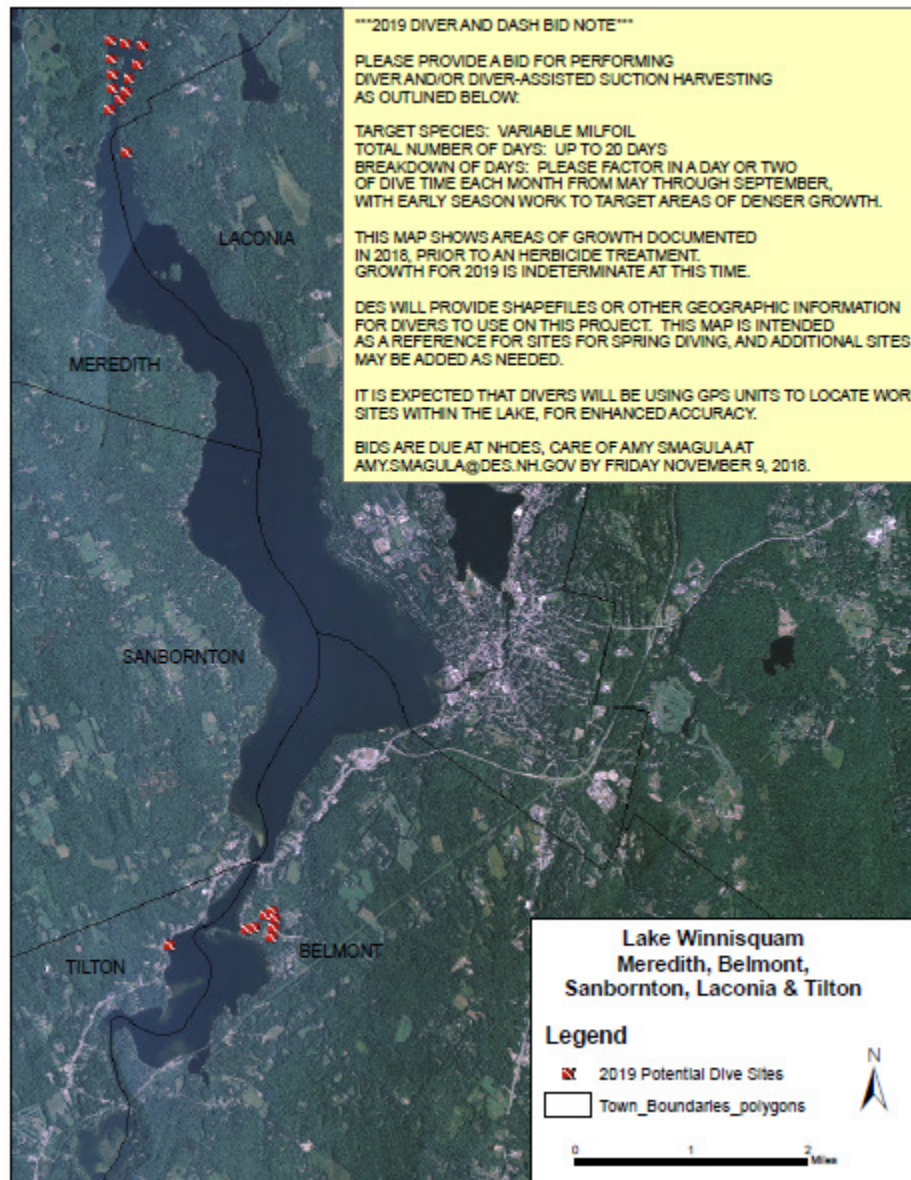 ***2019 DIVER AND DASH BID NOTE***
PLEASE PROVIDE A BID FOR PERFORMING
DIVER AND/OR DIVER-ASSISTED SUCTION HARVESTING
AS OUTLINED BELOW:
TARGET SPECIES: VARIABLE MILFOIL
TOTAL NUMBER OF DAYS: UP TO 20 DAYS
BREAKDOWN OF DAYS: PLEASE FACTOR IN A DAY OR TWO
OF DIVE TIME EACH MONTH FROM MAY THROUGH SEPTEMBER,
WITH EARLY SEASON WORK TO TARGET AREAS OF DENSER GROWTH.
THIS MAP SHOWS AREAS OF GROWTH DOCUMENTED
IN 2018, PRIOR TO AN HERBICIDE TREATMENT.
GROWTH FOR 2019 IS INDETERMINATE AT THIS TIME.
DES WILL PROVIDE SHAPEFILES OR OTHER GEOGRAPHIC INFORMATION
FOR DIVERS TO USE ON THIS PROJECT. THIS MAP IS INTENDED
AS A REFERENCE FOR SITES FOR SPRING DIVING, AND ADDITIONAL SITES
MAY BE ADDED AS NEEDED.
IT IS EXPECTED THAT DIVERS WILL BE USING GPS UNITS TO LOCATE WOR
SITES WITHIN THE LAKE, FOR ENHANCED ACCURACY.
BIDS ARE DUE AT NHDES, CARE OF AMY SMAGULA AT
AMY.SMAGULA@DES.NH.GOV BY FRIDAY NOVEMBER 9, 2018.
LACONIA
MEREDITH
SANBORNTON
TILTON
BELMONT
Lake Winnisquam
Meredith, Belmont,
Sanbornton, Laconia & Tilton
Legend
2019 Potential Dive Sites
Town_Boundaries_polygons
N
0 1 2
Miles